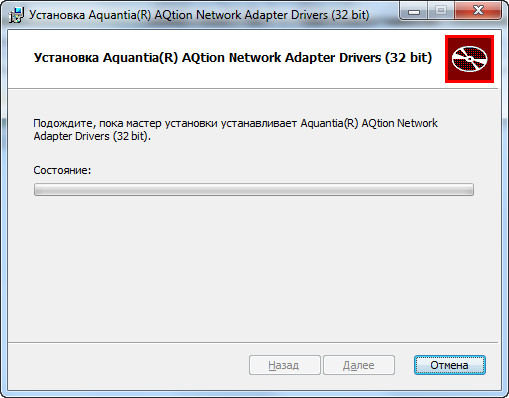 Установка Aquantia(R) AQtion Network Adapter Drivers (32 bit)
Установка Aquantia(R) AQtion Network Adapter Drivers (32 bit)
Подождите, пока мастер установки устанавливает Aquantia(R) AQtion Network
Adapter Drivers (32 bit).
Состояние:
Назад
Далее
Отмена